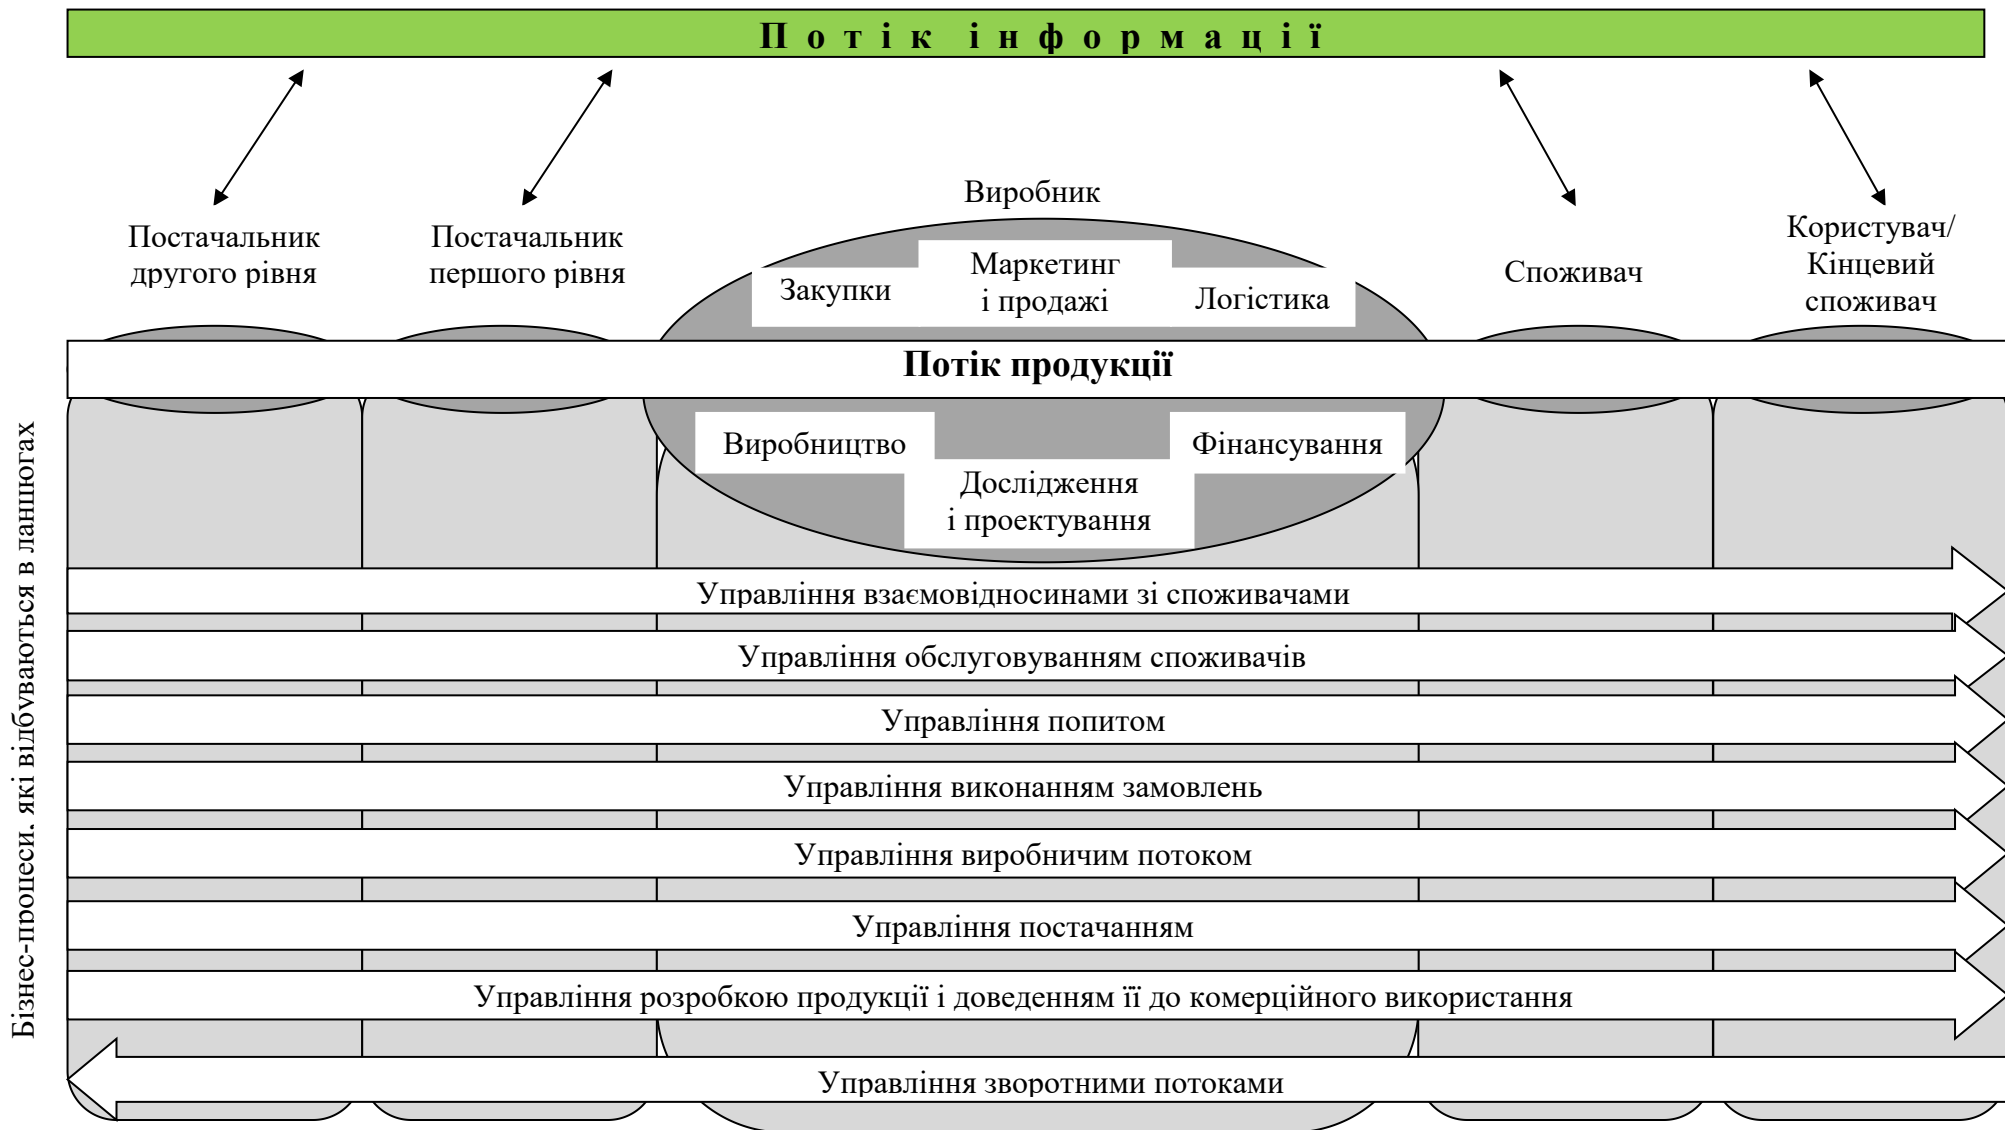 Потік інформації
Виробник
Постачальник
другого рівня
Постачальник
першого рівня
Закупки
Маркетинг
і продажі
Логістика
Споживач
Користувач/
Кінцевий
споживач
Потік продукції
Виробництво
Фінансування
Дослідження
і проектування
Бізнес-процеси, які відбуваються в ланцюгах
Управління взаємовідносинами зі споживачами
Управління обслуговуванням споживачів
Управління попитом
Управління виконанням замовлень
Управління виробничим потоком
Управління постачанням
Управління розробкою продукції і доведенням її до комерційного використання
Управління зворотними потоками